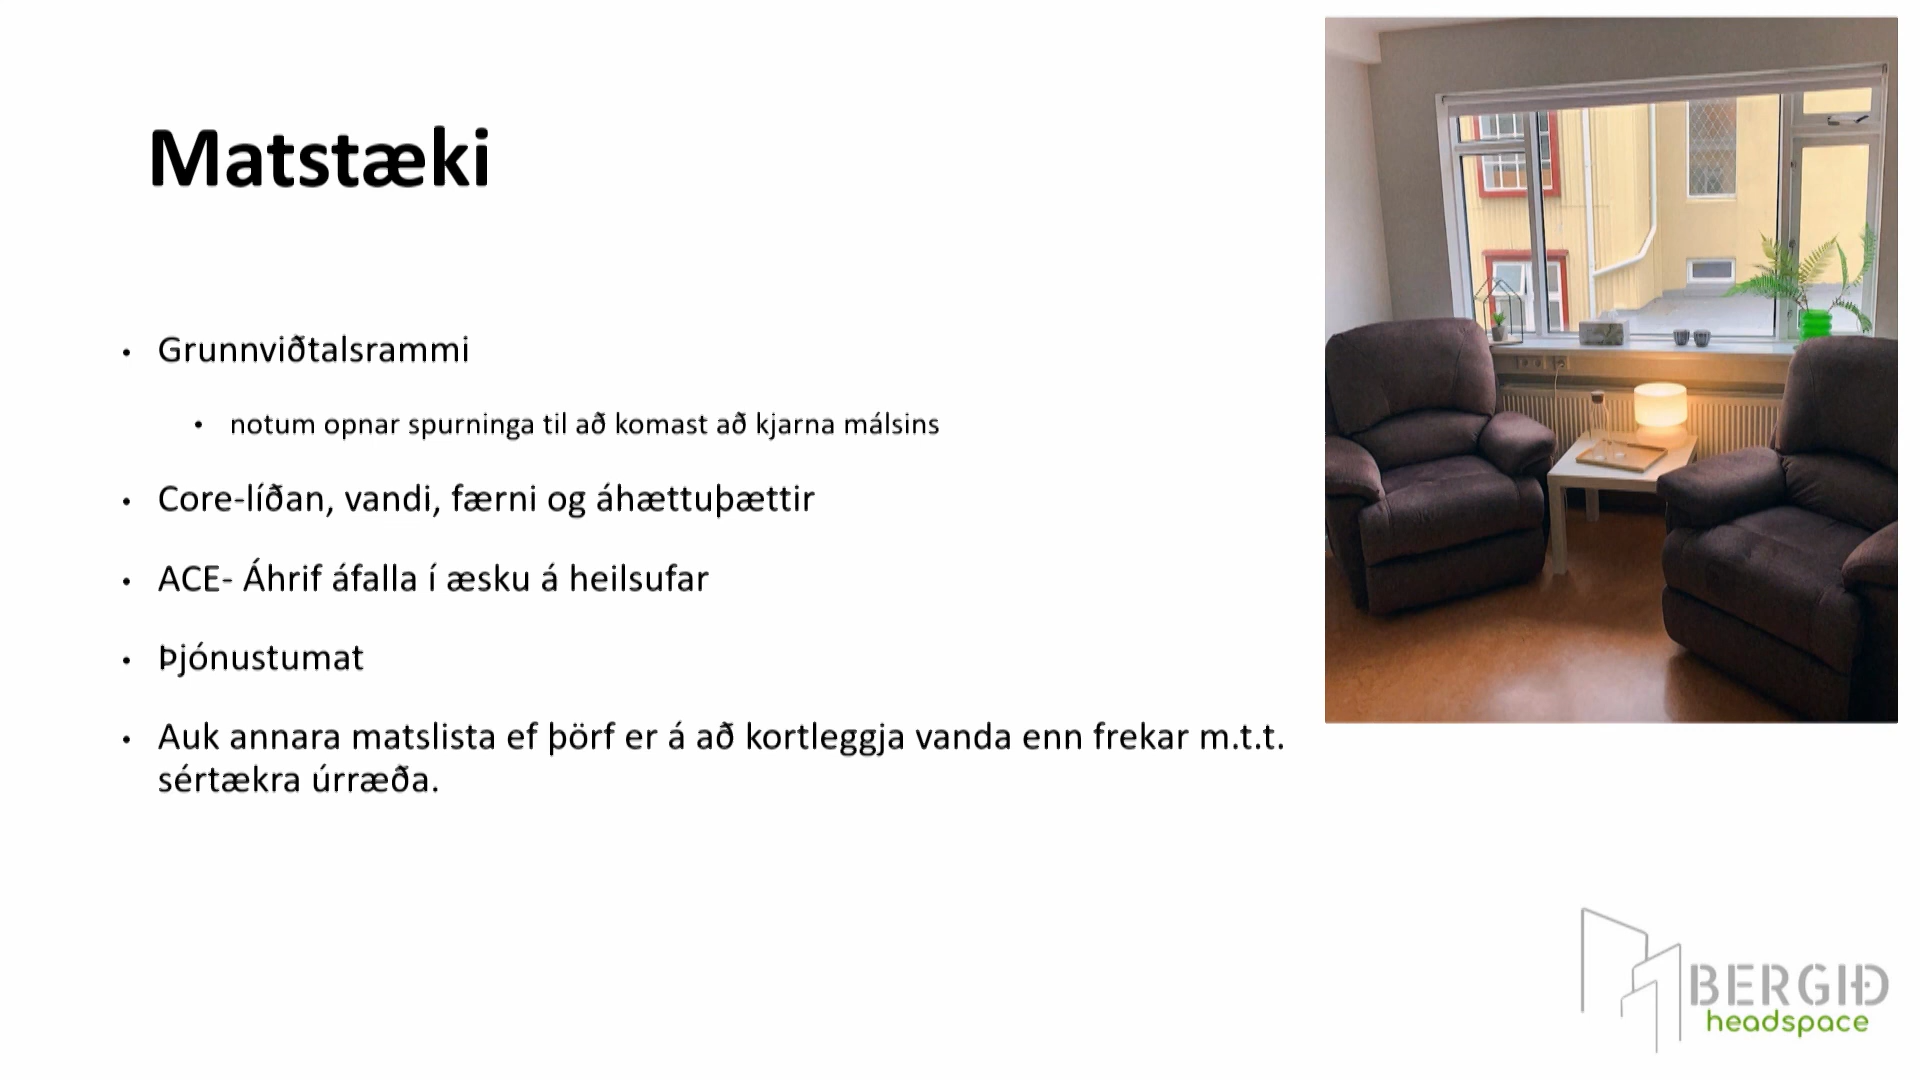 Matstæki
• Grunnviðtalsrammi
• notum opnar spurninga til að komast að kjarna málsins
• Core-líðan, vandi, færni og áhættuþættir
• ACE- Áhrif áfalla í æsku á heilsufar
• Þjónustumat
• Auk annara matslista ef þörf er á að kortleggja vanda enn frekar m.t.t.
sértækra úrræða.
BERGIÐ
headspace